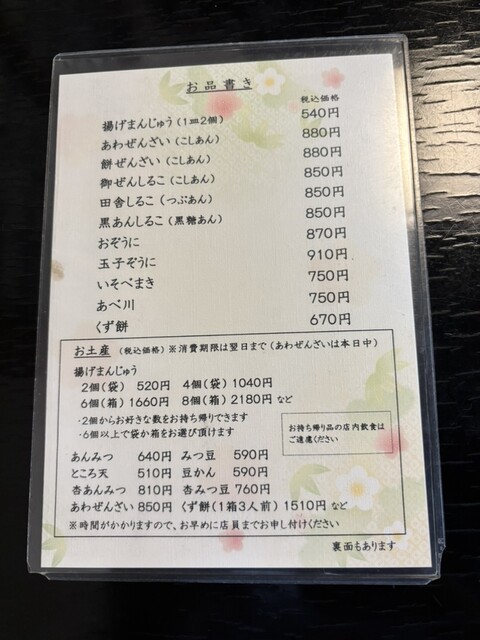 お品書き
税込価格
揚げまんじゅう(1皿2個) 540円
あわぜんざい(こしあん) 880円
餅ぜんざい(こしあん) 880円
御ぜんしるこ(こしあん) 850円
田舎しるこ(つぶあん) 850円
黒あんしるこ(黒糖あん) 850円
おぞうに 870円
玉子ぞうに 910円
いそべまき 750円
あべ川 750円
くず餅 670円
お土産 (税込価格)※消費期限は翌日まで(あわぜんざいは本日中)
揚げまんじゅう
2個(袋) 520円 4個(袋) 1040円
6個(箱) 1660円 8個(箱) 2180円 など
・2個からお好きな数をお持ち帰りできます
・6個以上で袋か箱をお選び頂けます
お持ち帰り品の店内飲食は
ご遠慮ください
あんみつ 640円 みつ豆 590円
ところ天 510円 豆かん 590円
杏あんみつ 810円 杏みつ豆 760円
あわぜんざい 850円 くず餅(1箱3人前) 1510円 など
※時間がかかりますので、お早めに店員までお申し付けください
裏面もあります